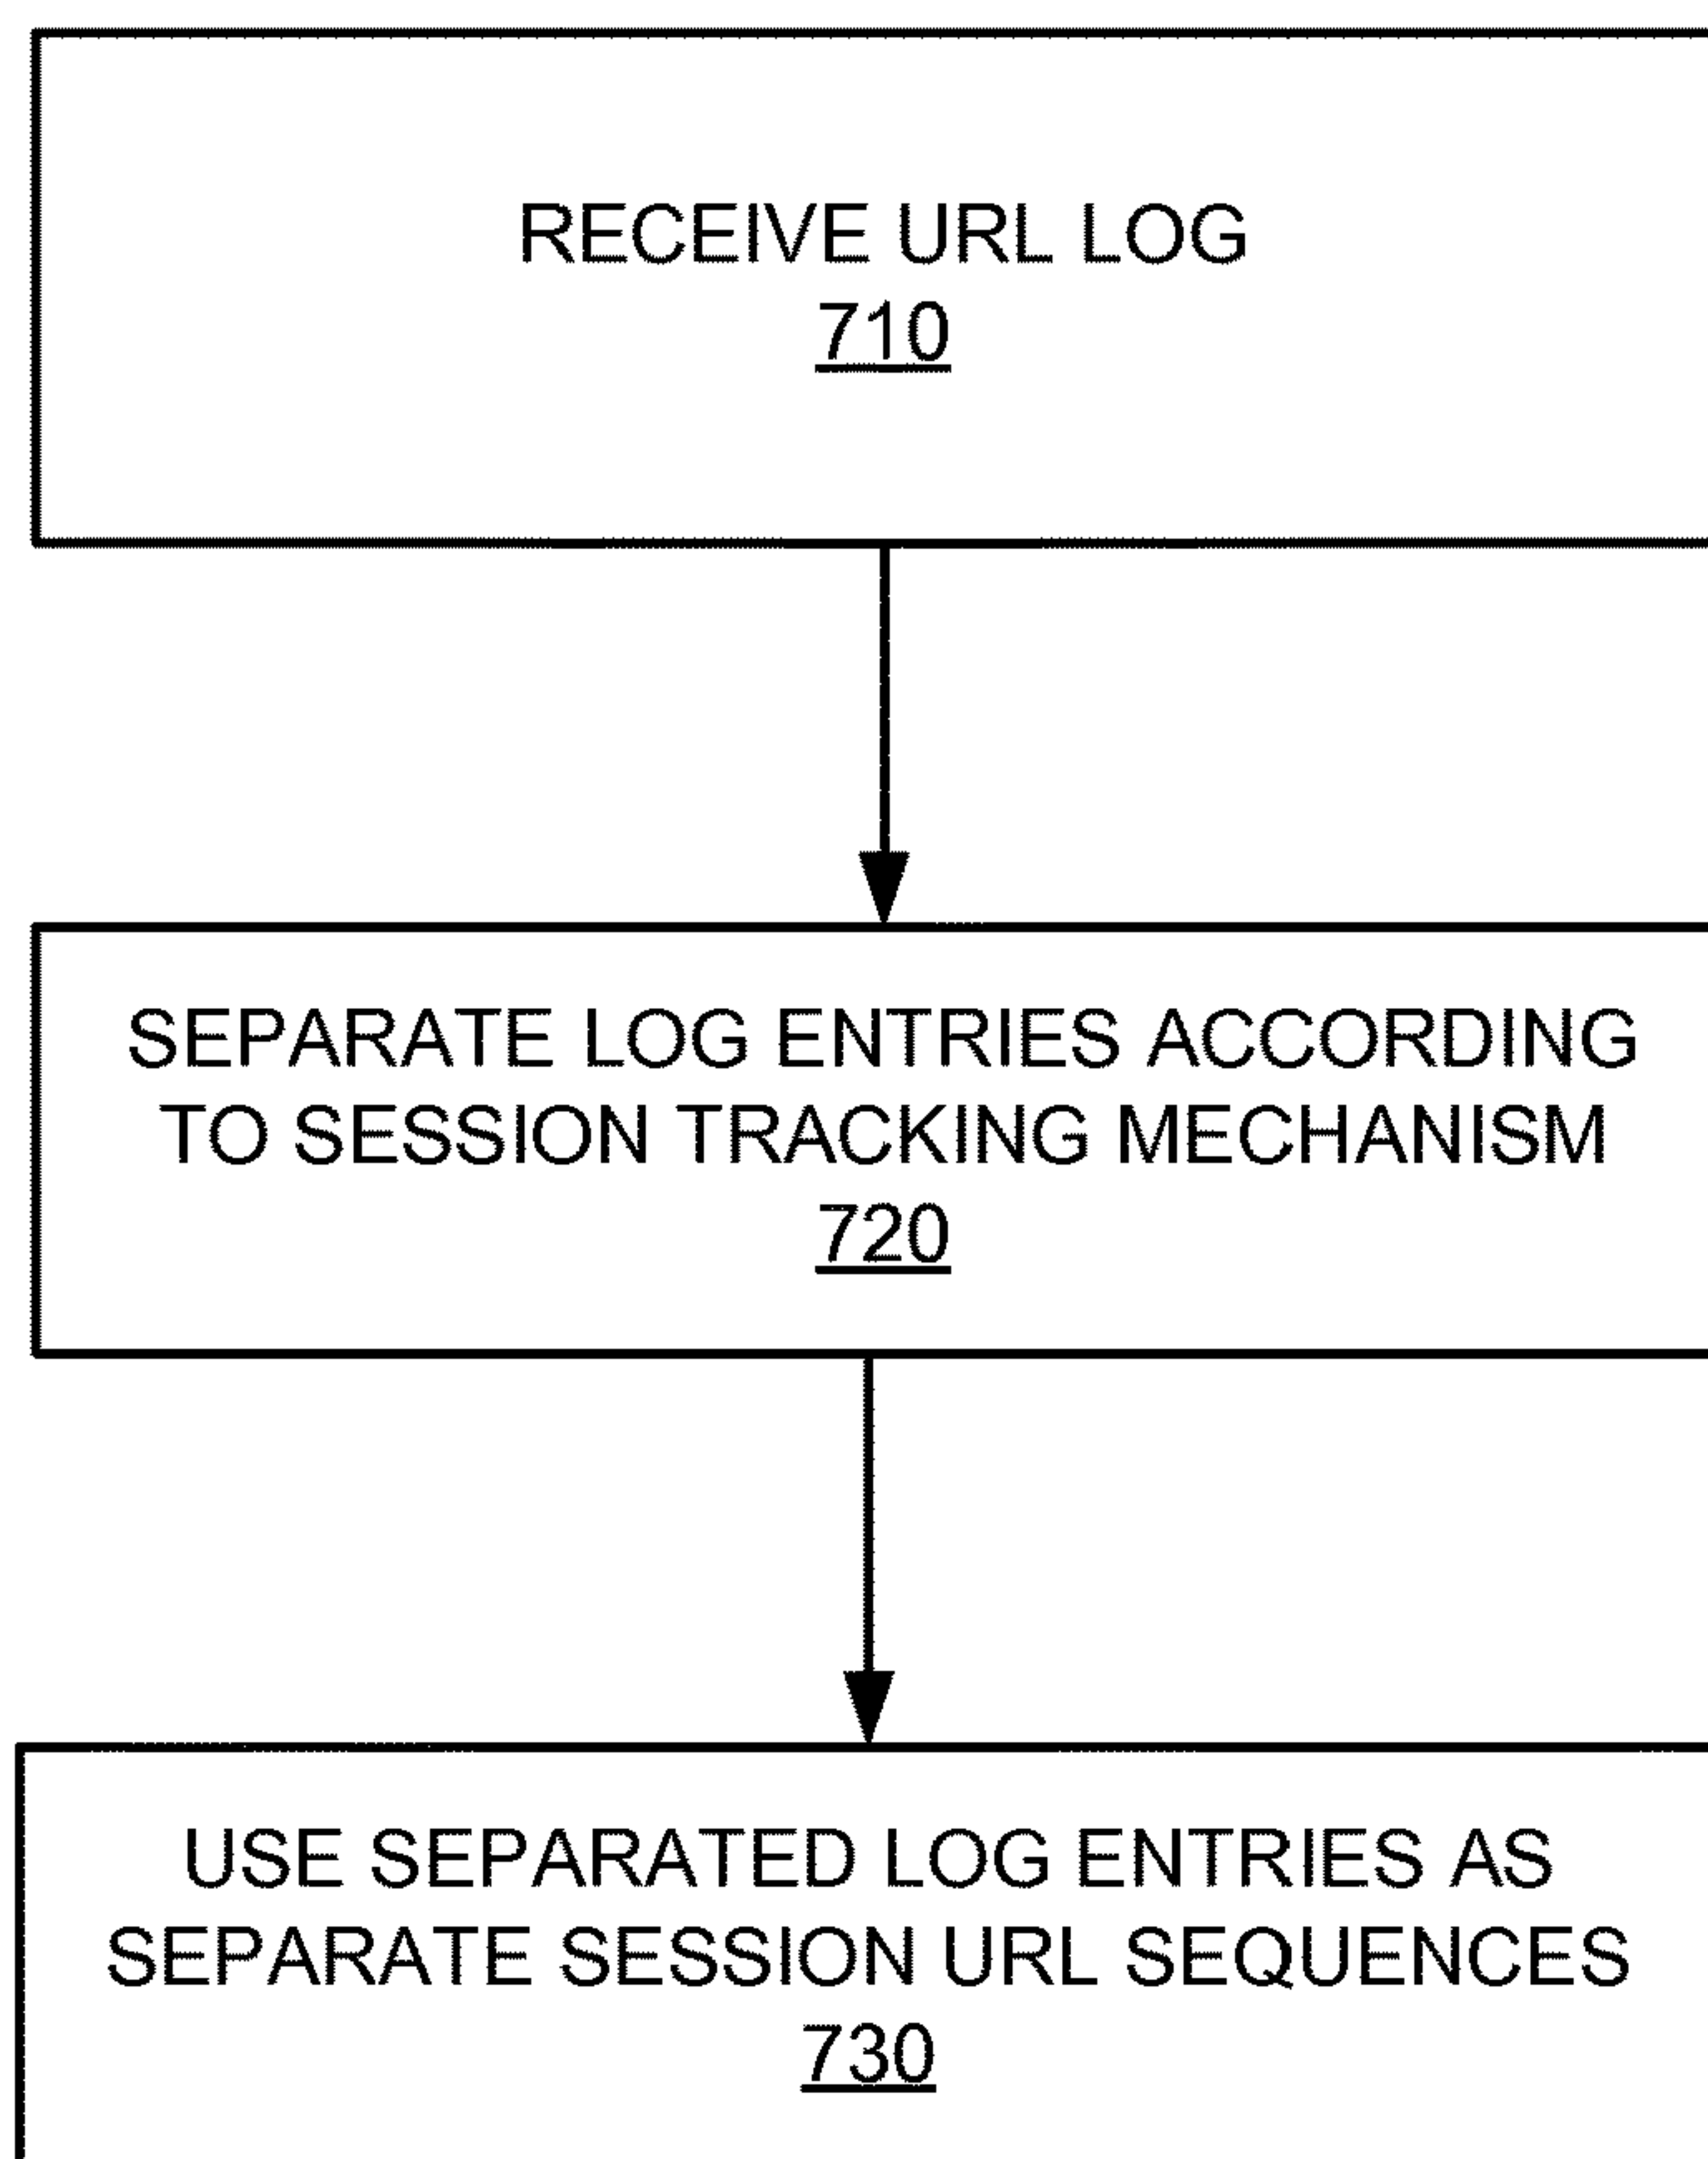 RECEIVE URL LOG
710
SEPARATE LOG ENTRIES ACCORDING
TO SESSION TRACKING MECHANISM
720
USE SEPARATED LOG ENTRIES AS
SEPARATE SESSION URL SEQUENCES
730